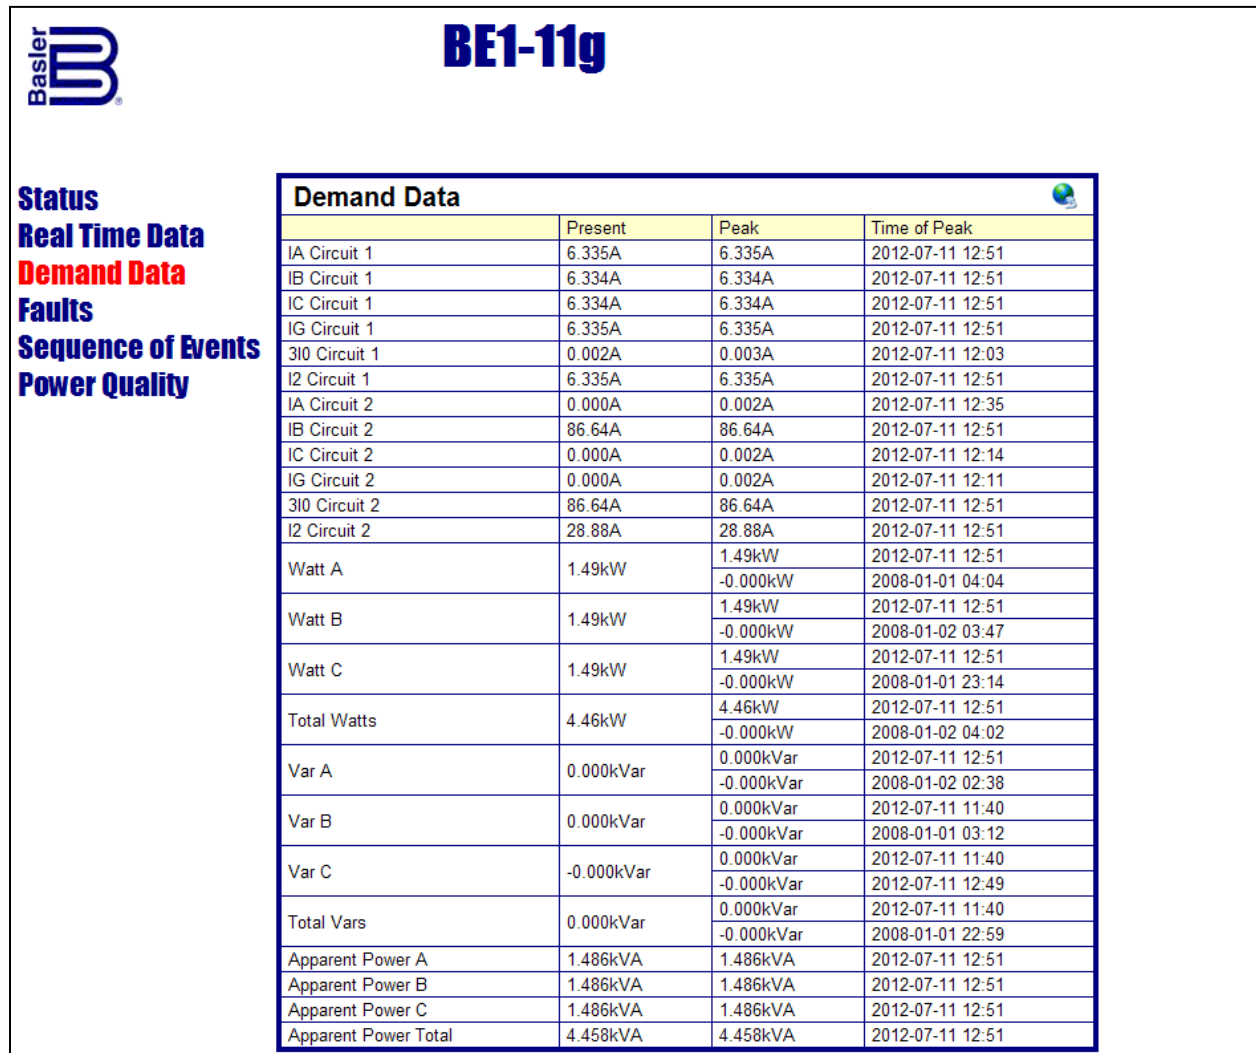 Basler
BE1-11g
Status
Real Time Data
Demand Data
Faults
Sequence of Events
Power Quality
Demand Data
Present Peak Time of Peak
IA Circuit 1 6.335A 6.335A 2012-07-11 12:51
IB Circuit 1 6.334A 6.334A 2012-07-11 12:51
IC Circuit 1 6.334A 6.334A 2012-07-11 12:51
IG Circuit 1 6.335A 6.335A 2012-07-11 12:51
3I0 Circuit 1 0.002A 0.003A 2012-07-11 12:03
I2 Circuit 1 6.335A 6.335A 2012-07-11 12:51
IA Circuit 2 0.000A 0.002A 2012-07-11 12:35
IB Circuit 2 86.64A 86.64A 2012-07-11 12:51
IC Circuit 2 0.000A 0.002A 2012-07-11 12:14
IG Circuit 2 0.000A 0.002A 2012-07-11 12:11
3I0 Circuit 2 86.64A 86.64A 2012-07-11 12:51
I2 Circuit 2 28.88A 28.88A 2012-07-11 12:51
Watt A 1.49kW 1.49kW 2012-07-11 12:51
-0.000kW 2008-01-01 04:04
Watt B 1.49kW 1.49kW 2012-07-11 12:51
-0.000kW 2008-01-02 03:47
Watt C 1.49kW 1.49kW 2012-07-11 12:51
-0.000kW 2008-01-01 23:14
Total Watts 4.46kW 4.46kW 2012-07-11 12:51
-0.000kW 2008-01-02 04:02
Var A 0.000kVar 0.000kVar 2012-07-11 12:51
-0.000kVar 2008-01-02 02:38
Var B 0.000kVar 0.000kVar 2012-07-11 11:40
-0.000kVar 2008-01-01 03:12
Var C -0.000kVar 0.000kVar 2012-07-11 11:40
-0.000kVar 2012-07-11 12:49
Total Vars 0.000kVar 0.000kVar 2012-07-11 11:40
-0.000kVar 2008-01-01 22:59
Apparent Power A 1.486kVA 1.486kVA 2012-07-11 12:51
Apparent Power B 1.486kVA 1.486kVA 2012-07-11 12:51
Apparent Power C 1.486kVA 1.486kVA 2012-07-11 12:51
Apparent Power Total 4.458kVA 4.458kVA 2012-07-11 12:51